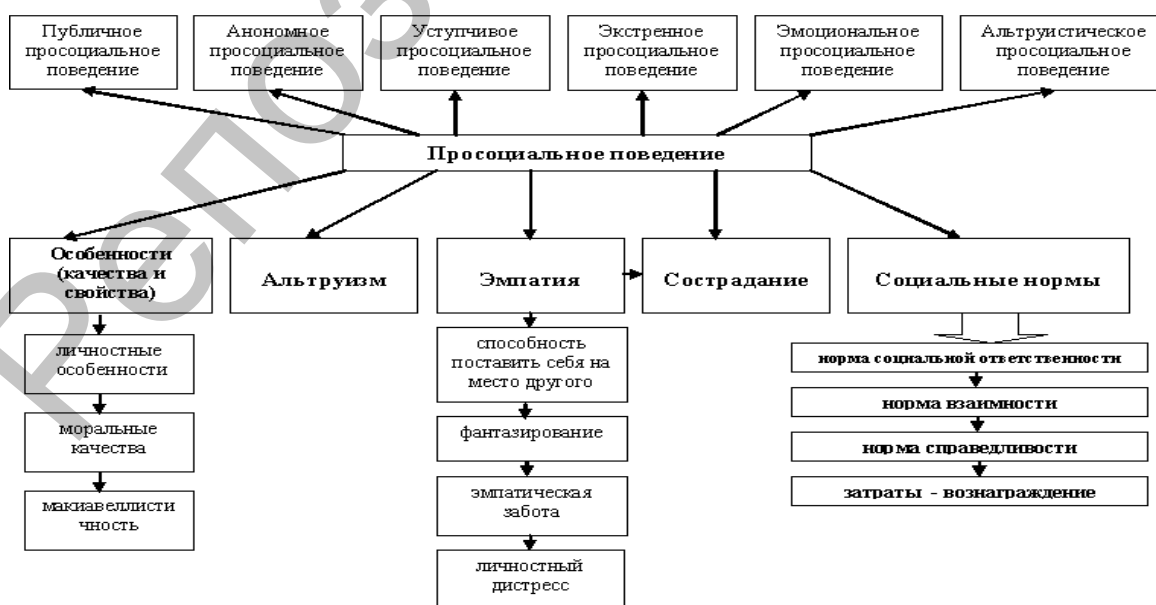 Публичное
просоциальное
поведение
Анономное
просоциальное
поведение
Уступчивое
просоциальное
поведение
Экстренное
просоциальное
поведение
Эмоциональное
просоциальное
поведение
Альтруистическое
просоциальное
поведение
Просоциальное поведение
Особенности
(качества и
свойства)
Альтруизм
Эмпатия
Сострадание
Социальные нормы
личностные
особенности
моральные
качества
макиавеллисти
чность
способность
поставить себя на
место другого
фантазирование
эмпатическая
забота
личностный
дистресс
норма социальной ответственности
норма взаимности
норма справедливости
затраты - вознаграждение